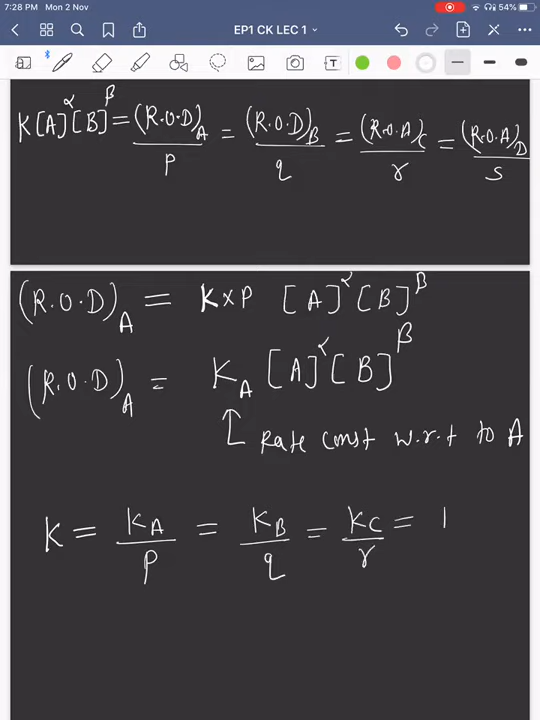 7:28 PM Mon 2 Nov
54%
EP1 CK LEC 1
K[A]^α[B]^β = (R.O.D)_A/p = (R.O.D)_B/q = (R.O.A)_C/r = (R.O.A)_D/s
(R.O.D)_A = K×P [A]^α[B]^β
(R.O.D)_A = K_A [A]^α[B]^β
Rate const w.r.t to A
K = K_A/p = K_B/q = K_C/r =